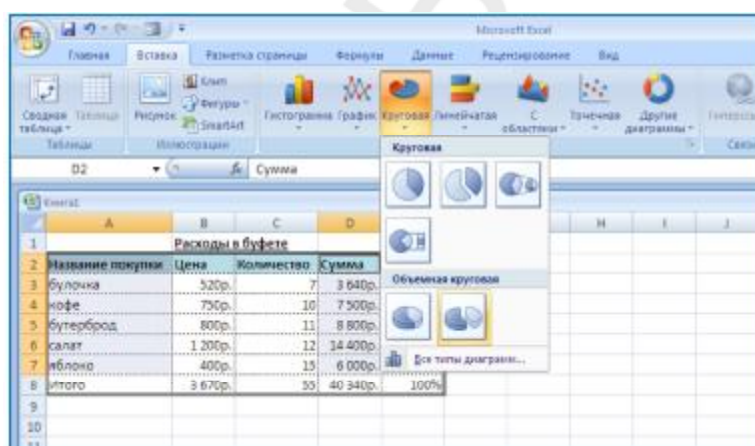 Microsoft Excel
Главная Вставка Разметка страницы Формулы Данные Рецензирование Вид
Сводная таблица Таблица Рисунок Клип Фигуры SmartArt Гистограмма График Круговая Линейчатая С областями Точечная Другие диаграммы
Таблицы Иллюстрации
D2 fx Сумма
Круговая
Книга1
A B C D H I J
1 Расходы в буфете
2 Название покупки Цена Количество Сумма
Объемная круговая
3 булочка 520р. 7 3 640р.
4 кофе 750р. 10 7 500р.
5 бутерброд 800р. 11 8 800р.
6 салат 1 200р. 12 14 400р.
Все типы диаграмм...
7 яблоко 400р. 15 6 000р.
8 итого 3 670р. 55 40 340р. 100%
9
10
11